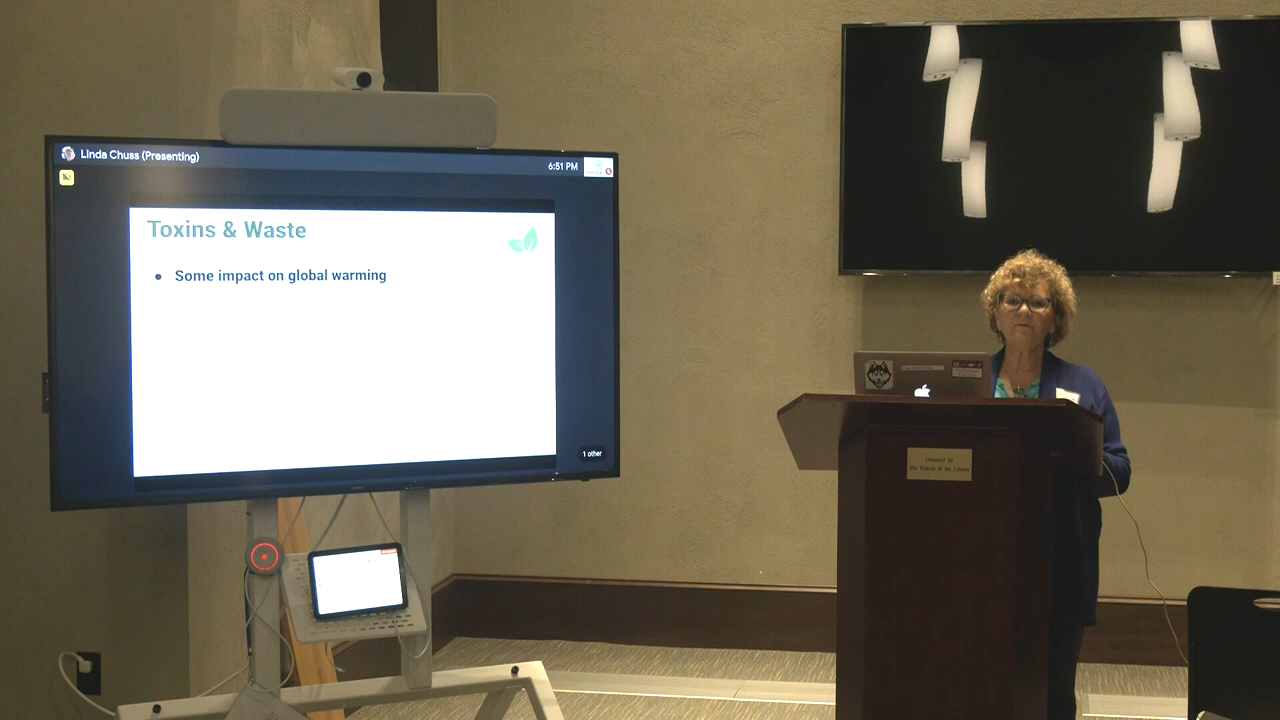 Linda Chuss (Presenting)
6:51 PM
Toxins & Waste
● Some impact on global warming
1 other
Donated by
The Friends of the Library